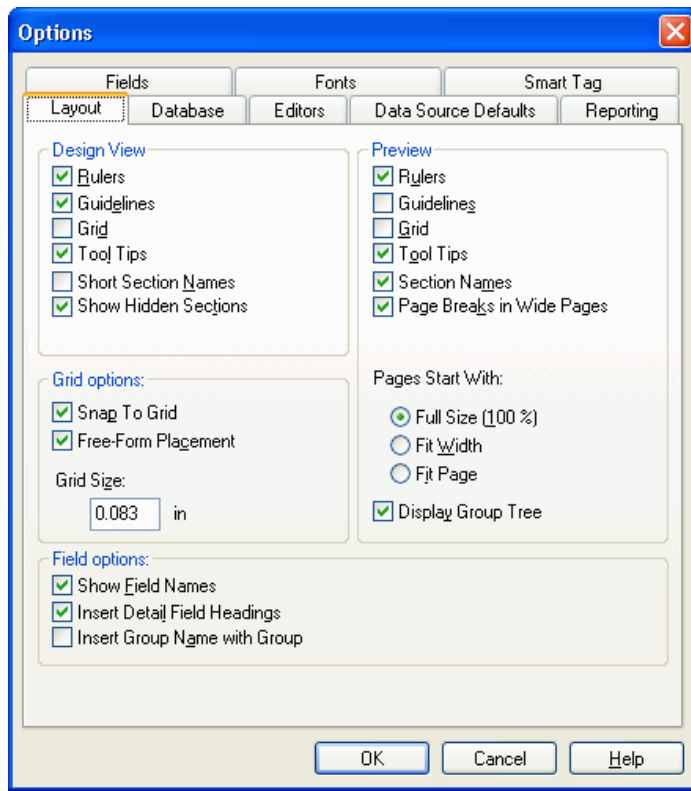 Options
Fields Fonts Smart Tag
Layout Database Editors Data Source Defaults Reporting
Design View
Rulers
Guidelines
Grid
Tool Tips
Short Section Names
Show Hidden Sections
Preview
Rulers
Guidelines
Grid
Tool Tips
Section Names
Page Breaks in Wide Pages
Grid options:
Snap To Grid
Free-Form Placement
Grid Size:
0.083 in
Pages Start With:
Full Size (100 %)
Fit Width
Fit Page
Display Group Tree
Field options:
Show Field Names
Insert Detail Field Headings
Insert Group Name with Group
OK Cancel Help